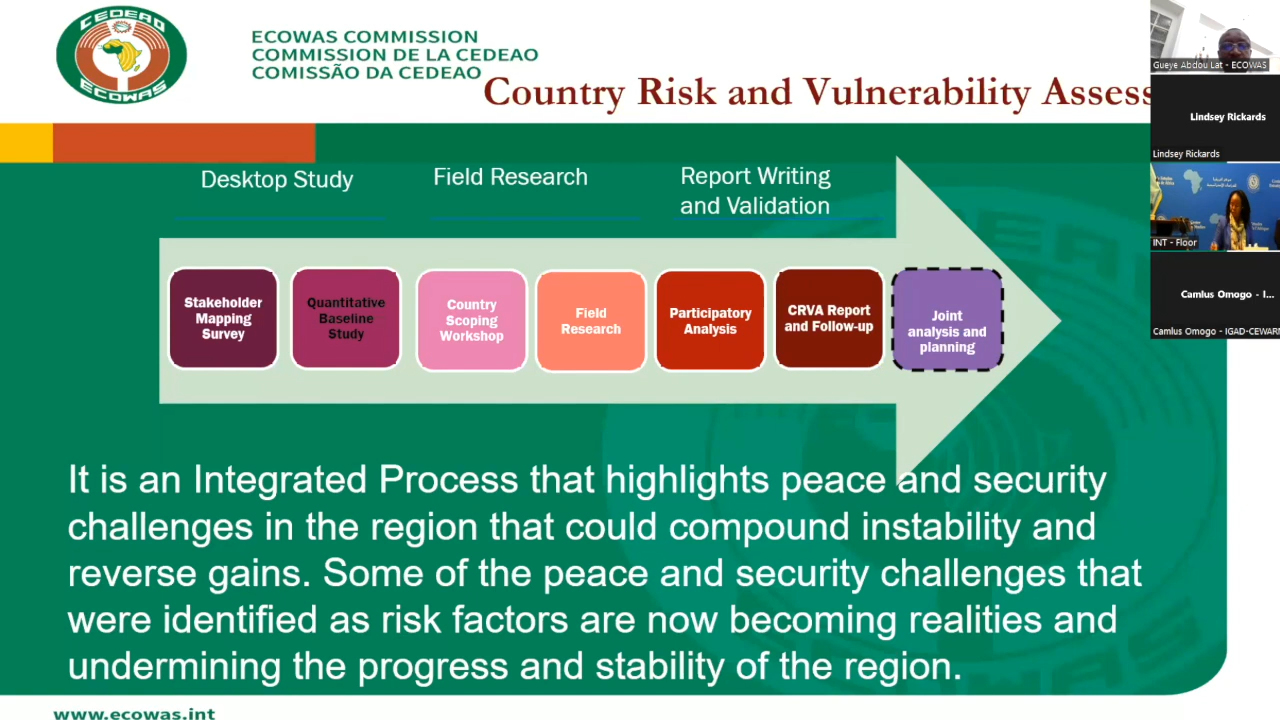 CEDEAO
ECOWAS
ECOWAS COMMISSION
COMMISSION DE LA CEDEAO
COMISSÃO DA CEDEAO
Country Risk and Vulnerability Assess
Desktop Study
Field Research
Report Writing
and Validation
Stakeholder
Mapping
Survey
Quantitative
Baseline
Study
Country
Scoping
Workshop
Field
Research
Participatory
Analysis
CRVA Report
and Follow-up
Joint
analysis and
planning
It is an Integrated Process that highlights peace and security
challenges in the region that could compound instability and
reverse gains. Some of the peace and security challenges that
were identified as risk factors are now becoming realities and
undermining the progress and stability of the region.
www.ecowas.int
Gueye Abdou Lat - ECOWAS
Lindsey Rickards
Lindsey Rickards
INT - Floor
Camlus Omogo - I...
Camlus Omogo - IGAD-CEWARN